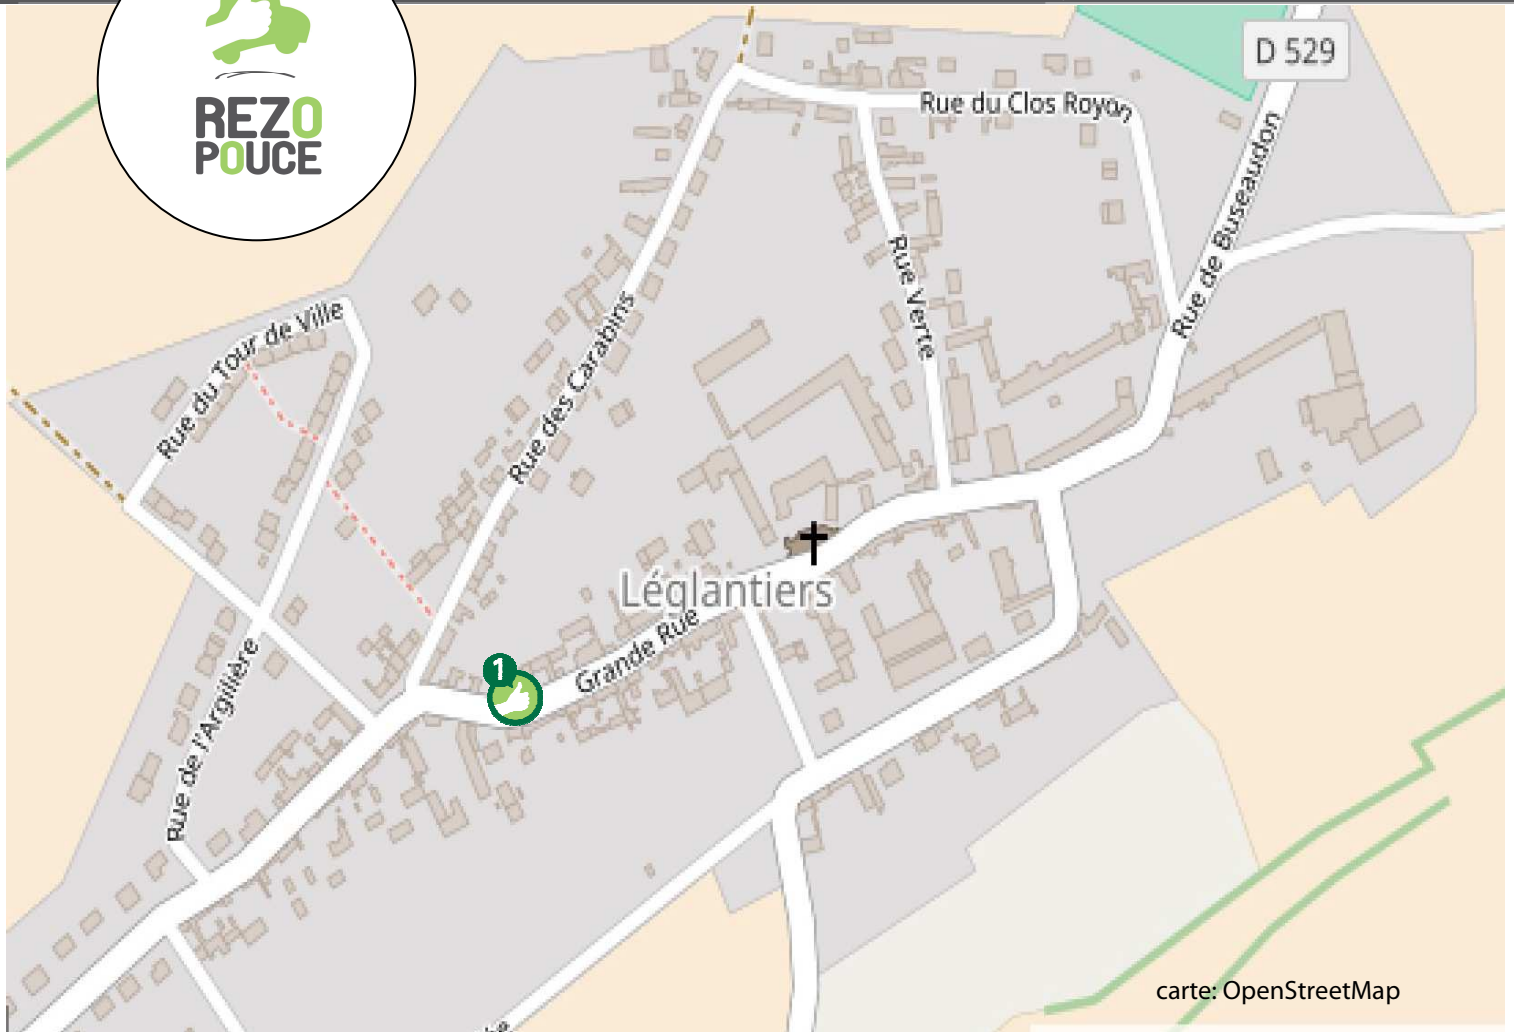 REZO
POUCE
D 529
Rue du Clos Royon
Rue de Buseaudon
Rue Verte
Rue des Carabins
Rue du Tour de Ville
Léglantiers
Grande Rue
1
Rue de l'Argilière
carte: OpenStreetMap